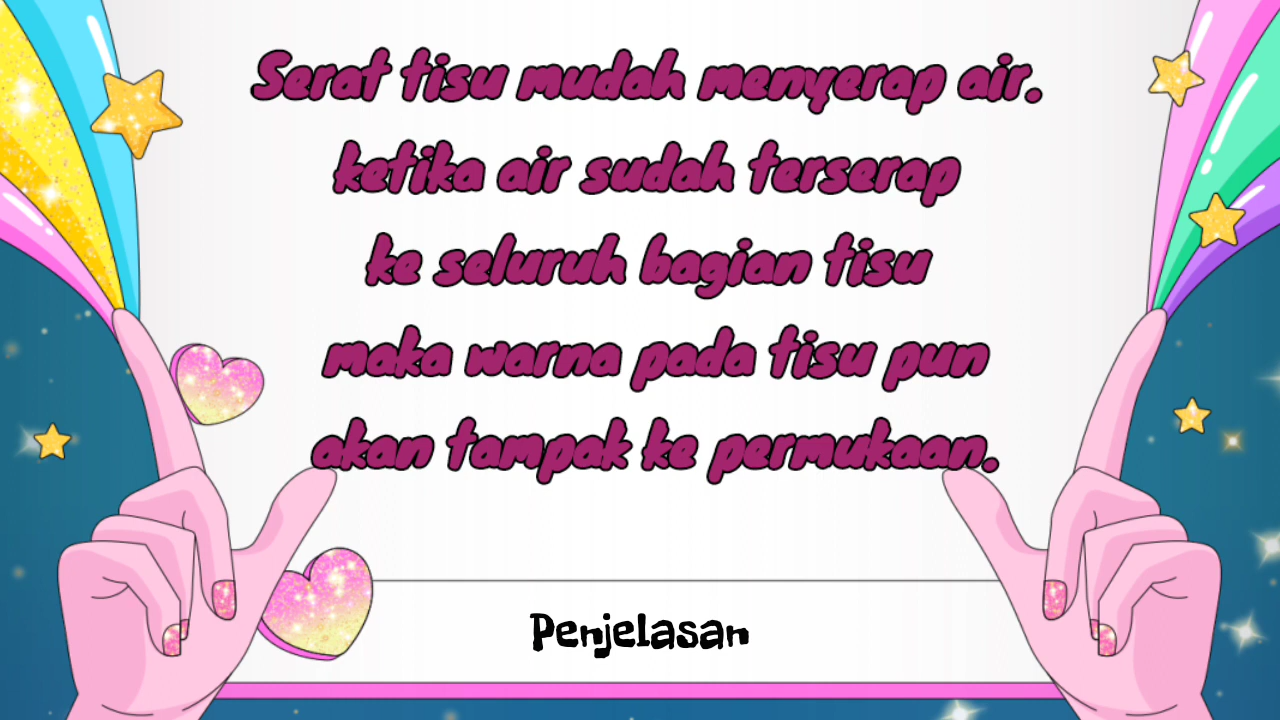 Serat tisu mudah menyerap air.
ketika air sudah terserap
ke seluruh bagian tisu
maka warna pada tisu pun
akan tampak ke permukaan.
Penjelasan